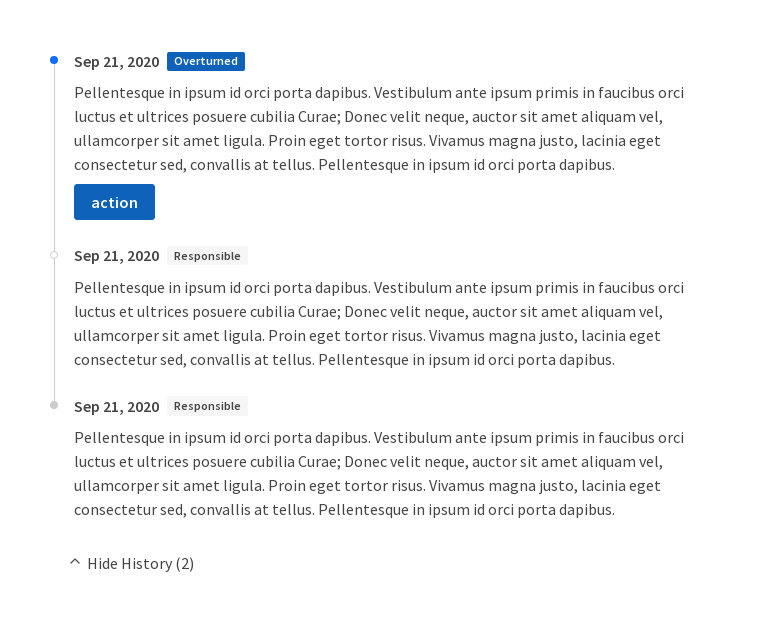 Sep 21, 2020 Overturned
Pellentesque in ipsum id orci porta dapibus. Vestibulum ante ipsum primis in faucibus orci
luctus et ultrices posuere cubilia Curae; Donec velit neque, auctor sit amet aliquam vel,
ullamcorper sit amet ligula. Proin eget tortor risus. Vivamus magna justo, lacinia eget
consectetur sed, convallis at tellus. Pellentesque in ipsum id orci porta dapibus.
action
Sep 21, 2020 Responsible
Pellentesque in ipsum id orci porta dapibus. Vestibulum ante ipsum primis in faucibus orci
luctus et ultrices posuere cubilia Curae; Donec velit neque, auctor sit amet aliquam vel,
ullamcorper sit amet ligula. Proin eget tortor risus. Vivamus magna justo, lacinia eget
consectetur sed, convallis at tellus. Pellentesque in ipsum id orci porta dapibus.
Sep 21, 2020 Responsible
Pellentesque in ipsum id orci porta dapibus. Vestibulum ante ipsum primis in faucibus orci
luctus et ultrices posuere cubilia Curae; Donec velit neque, auctor sit amet aliquam vel,
ullamcorper sit amet ligula. Proin eget tortor risus. Vivamus magna justo, lacinia eget
consectetur sed, convallis at tellus. Pellentesque in ipsum id orci porta dapibus.
Hide History (2)